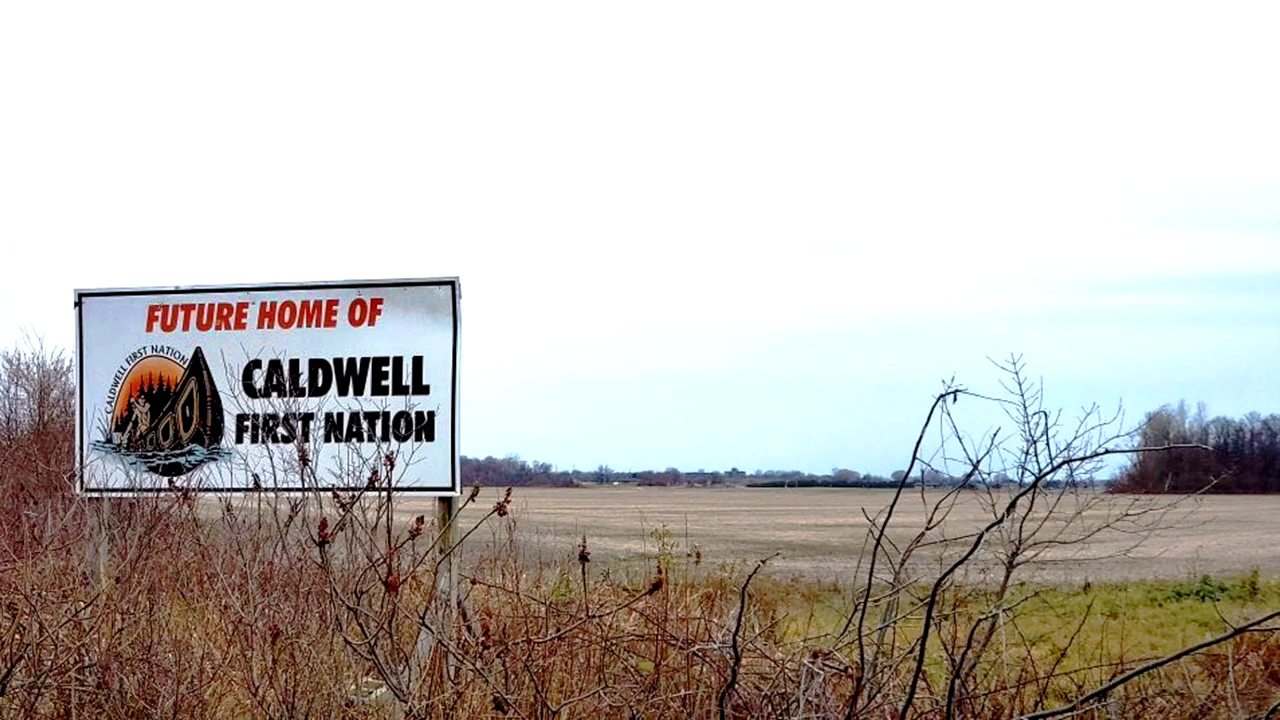 FUTURE HOME OF
CALDWELL FIRST NATION
CALDWELL
FIRST NATION